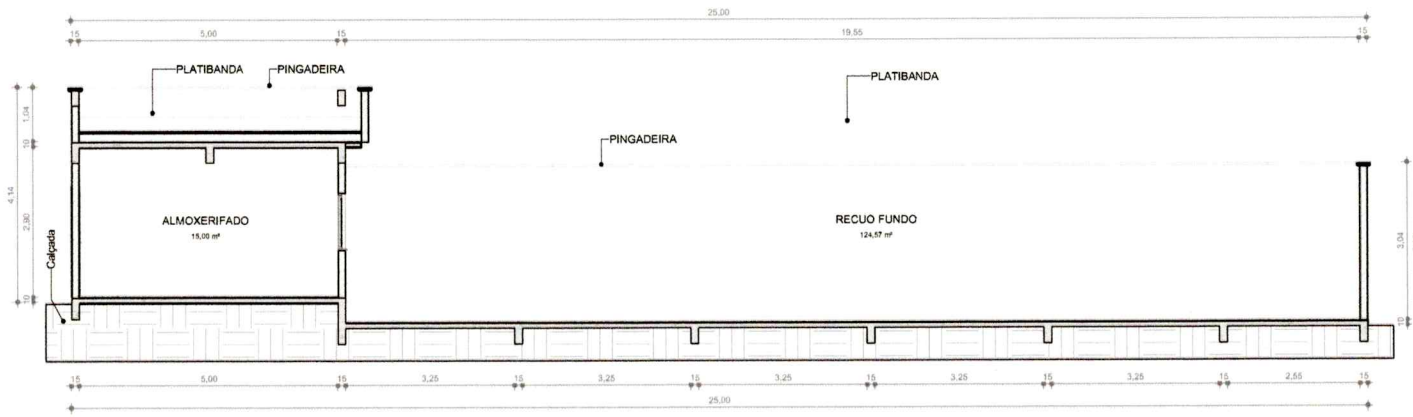 25,00
15 5,00 15 19,55 15
PLATIBANDA PINGADEIRA PLATIBANDA
PINGADEIRA
1,04
10
4,14
2,90
10
ALMOXERIFADO
15,00 m²
RECUO FUNDO
124,57 m²
3,04
10
Calçada
15 5,00 15 3,25 15 3,25 15 3,25 15 3,25 15 3,25 15 2,55 15
25,00